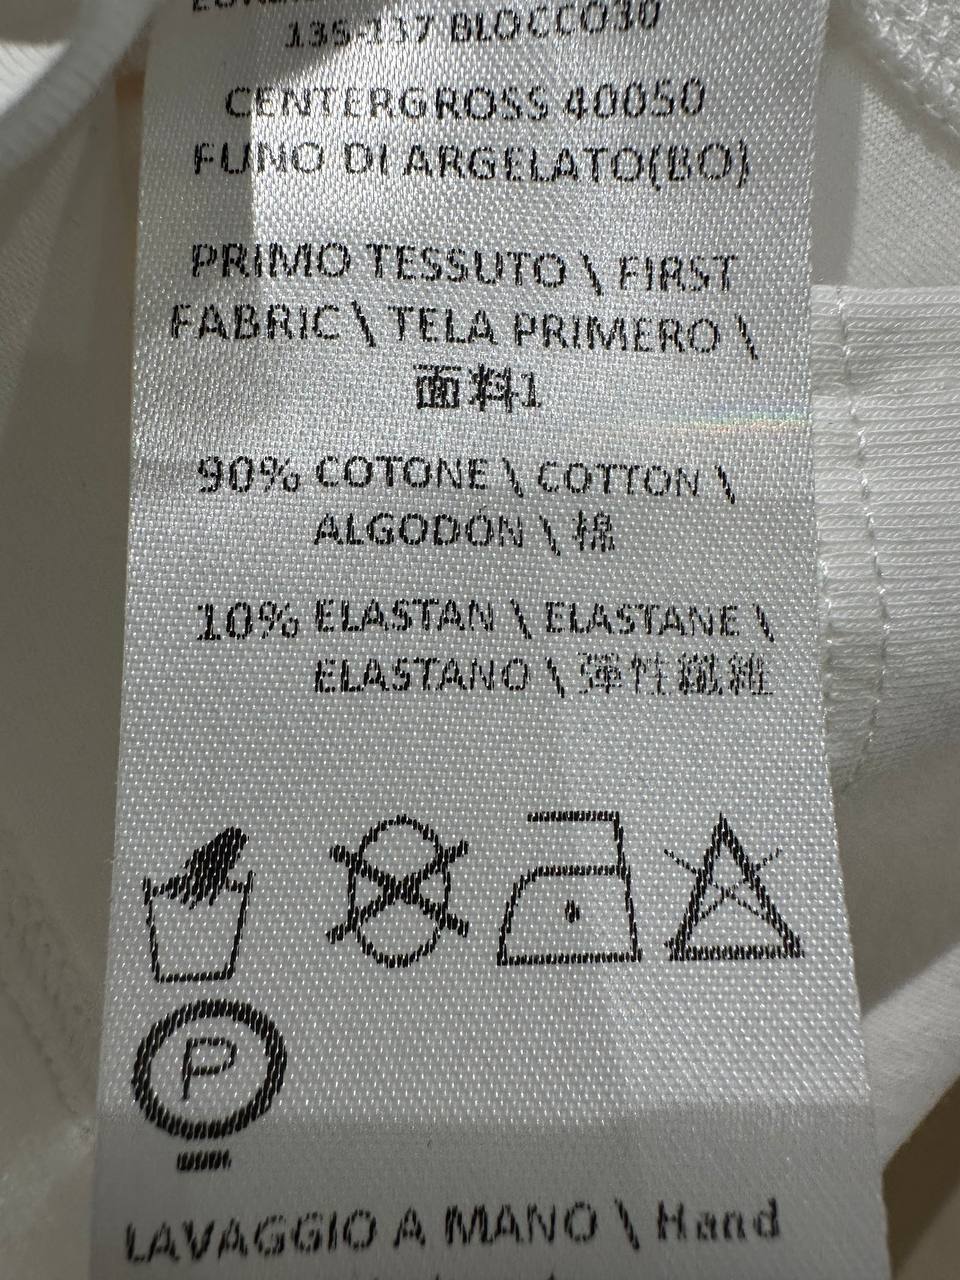 135-137 BLOCCO30
CENTERGROSS 40050
FUNO DI ARGELATO(BO)
PRIMO TESSUTO \ FIRST
FABRIC \ TELA PRIMERO \
面料1
90% COTONE \ COTTON \
ALGODÓN \ 棉
10% ELASTAN \ ELASTANE \
ELASTANO \ 彈性纖維
P
LAVAGGIO A MANO \ Hand